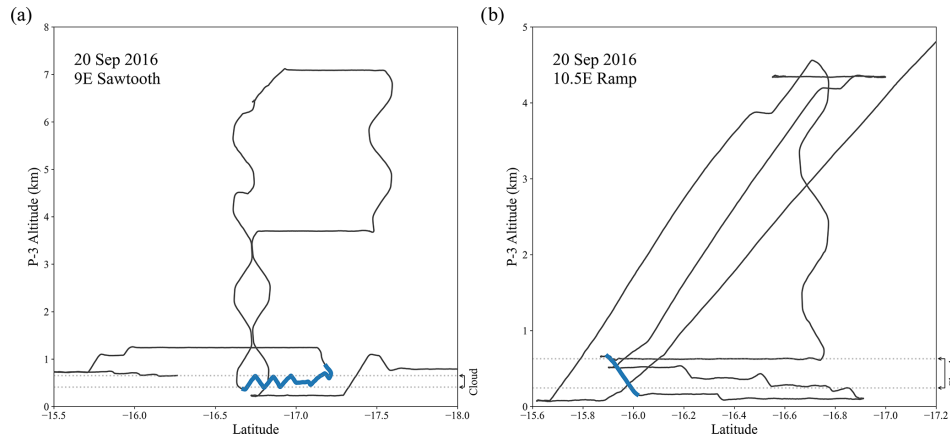 (a)
20 Sep 2016
9E Sawtooth
8
7
6
5
4
3
2
1
0
P-3 Altitude (km)
−15.5 −16.0 −16.5 −17.0 −17.5 −18.0
Latitude
Cloud
(b)
20 Sep 2016
10.5E Ramp
5
4
3
2
1
0
P-3 Altitude (km)
−15.6 −15.8 −16.0 −16.2 −16.4 −16.6 −16.8 −17.0 −17.2
Latitude